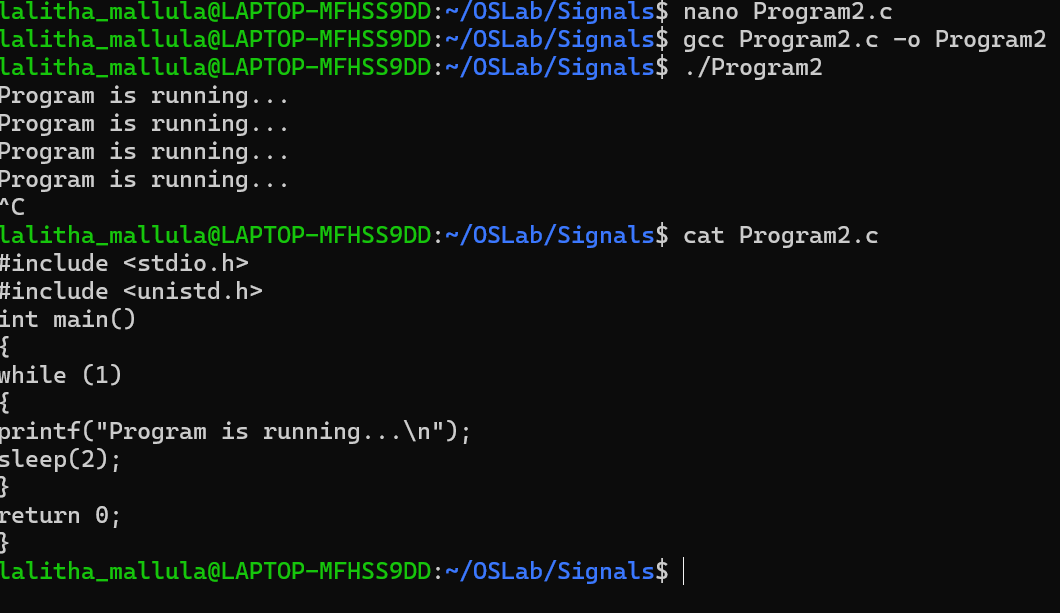 lalitha_mallula@LAPTOP-MFHSS9DD:~/OSLab/Signals$ nano Program2.c
lalitha_mallula@LAPTOP-MFHSS9DD:~/OSLab/Signals$ gcc Program2.c -o Program2
lalitha_mallula@LAPTOP-MFHSS9DD:~/OSLab/Signals$ ./Program2
Program is running...
Program is running...
Program is running...
Program is running...
^C
lalitha_mallula@LAPTOP-MFHSS9DD:~/OSLab/Signals$ cat Program2.c
#include <stdio.h>
#include <unistd.h>
int main()
{
while (1)
{
printf("Program is running...\n");
sleep(2);
}
return 0;
}
lalitha_mallula@LAPTOP-MFHSS9DD:~/OSLab/Signals$